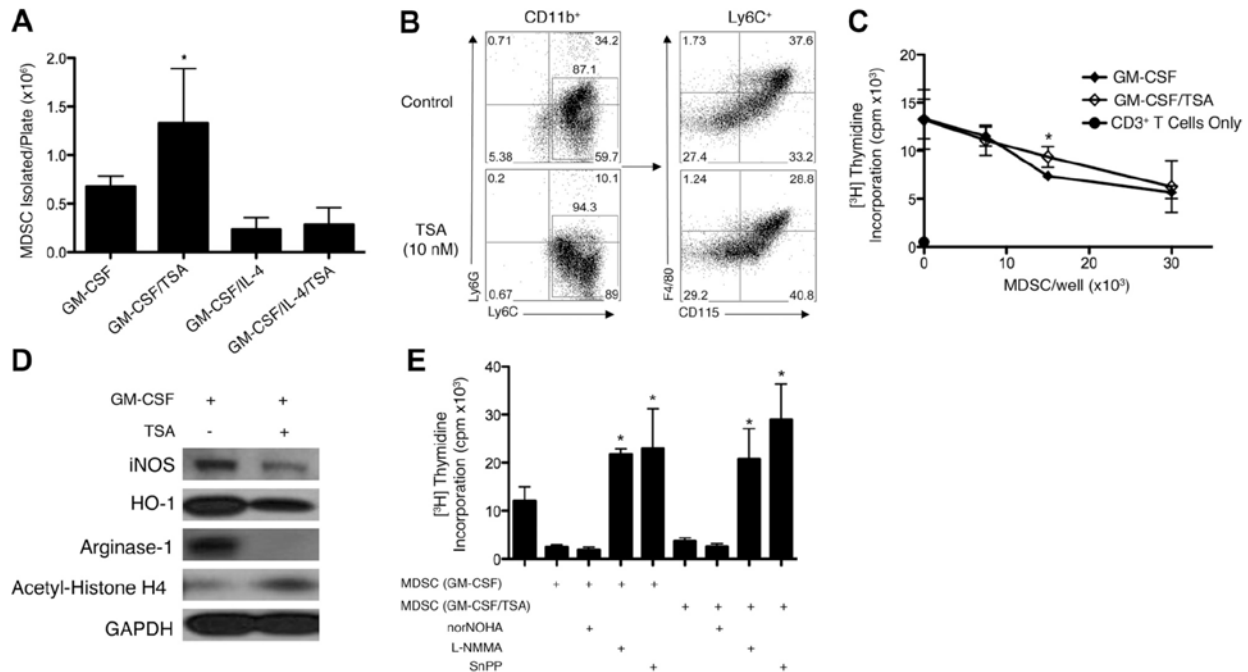 A
MDSC Isolated/Plate (x10⁶)
2.0
1.5
1.0
0.5
0.0
*
GM-CSF
GM-CSF/TSA
GM-CSF/IL-4
GM-CSF/IL-4/TSA
B
CD11b⁺
Ly6C⁺
Control
0.71
34.2
87.1
5.38
59.7
1.73
37.6
27.4
33.2
TSA
(10 nM)
0.2
10.1
94.3
0.67
89
1.24
28.8
29.2
40.8
Ly6G
Ly6C
F4/80
CD115
C
[³H] Thymidine
Incorporation (cpm x10³)
20
15
10
5
0
*
GM-CSF
GM-CSF/TSA
CD3⁺ T Cells Only
0
10
20
30
MDSC/well (x10³)
D
GM-CSF + +
TSA - +
iNOS
HO-1
Arginase-1
Acetyl-Histone H4
GAPDH
E
[³H] Thymidine
Incorporation (cpm x10³)
40
30
20
10
0
* * * *
MDSC (GM-CSF) + + + +
MDSC (GM-CSF/TSA) + + + +
norNOHA + +
L-NMMA + +
SnPP + +